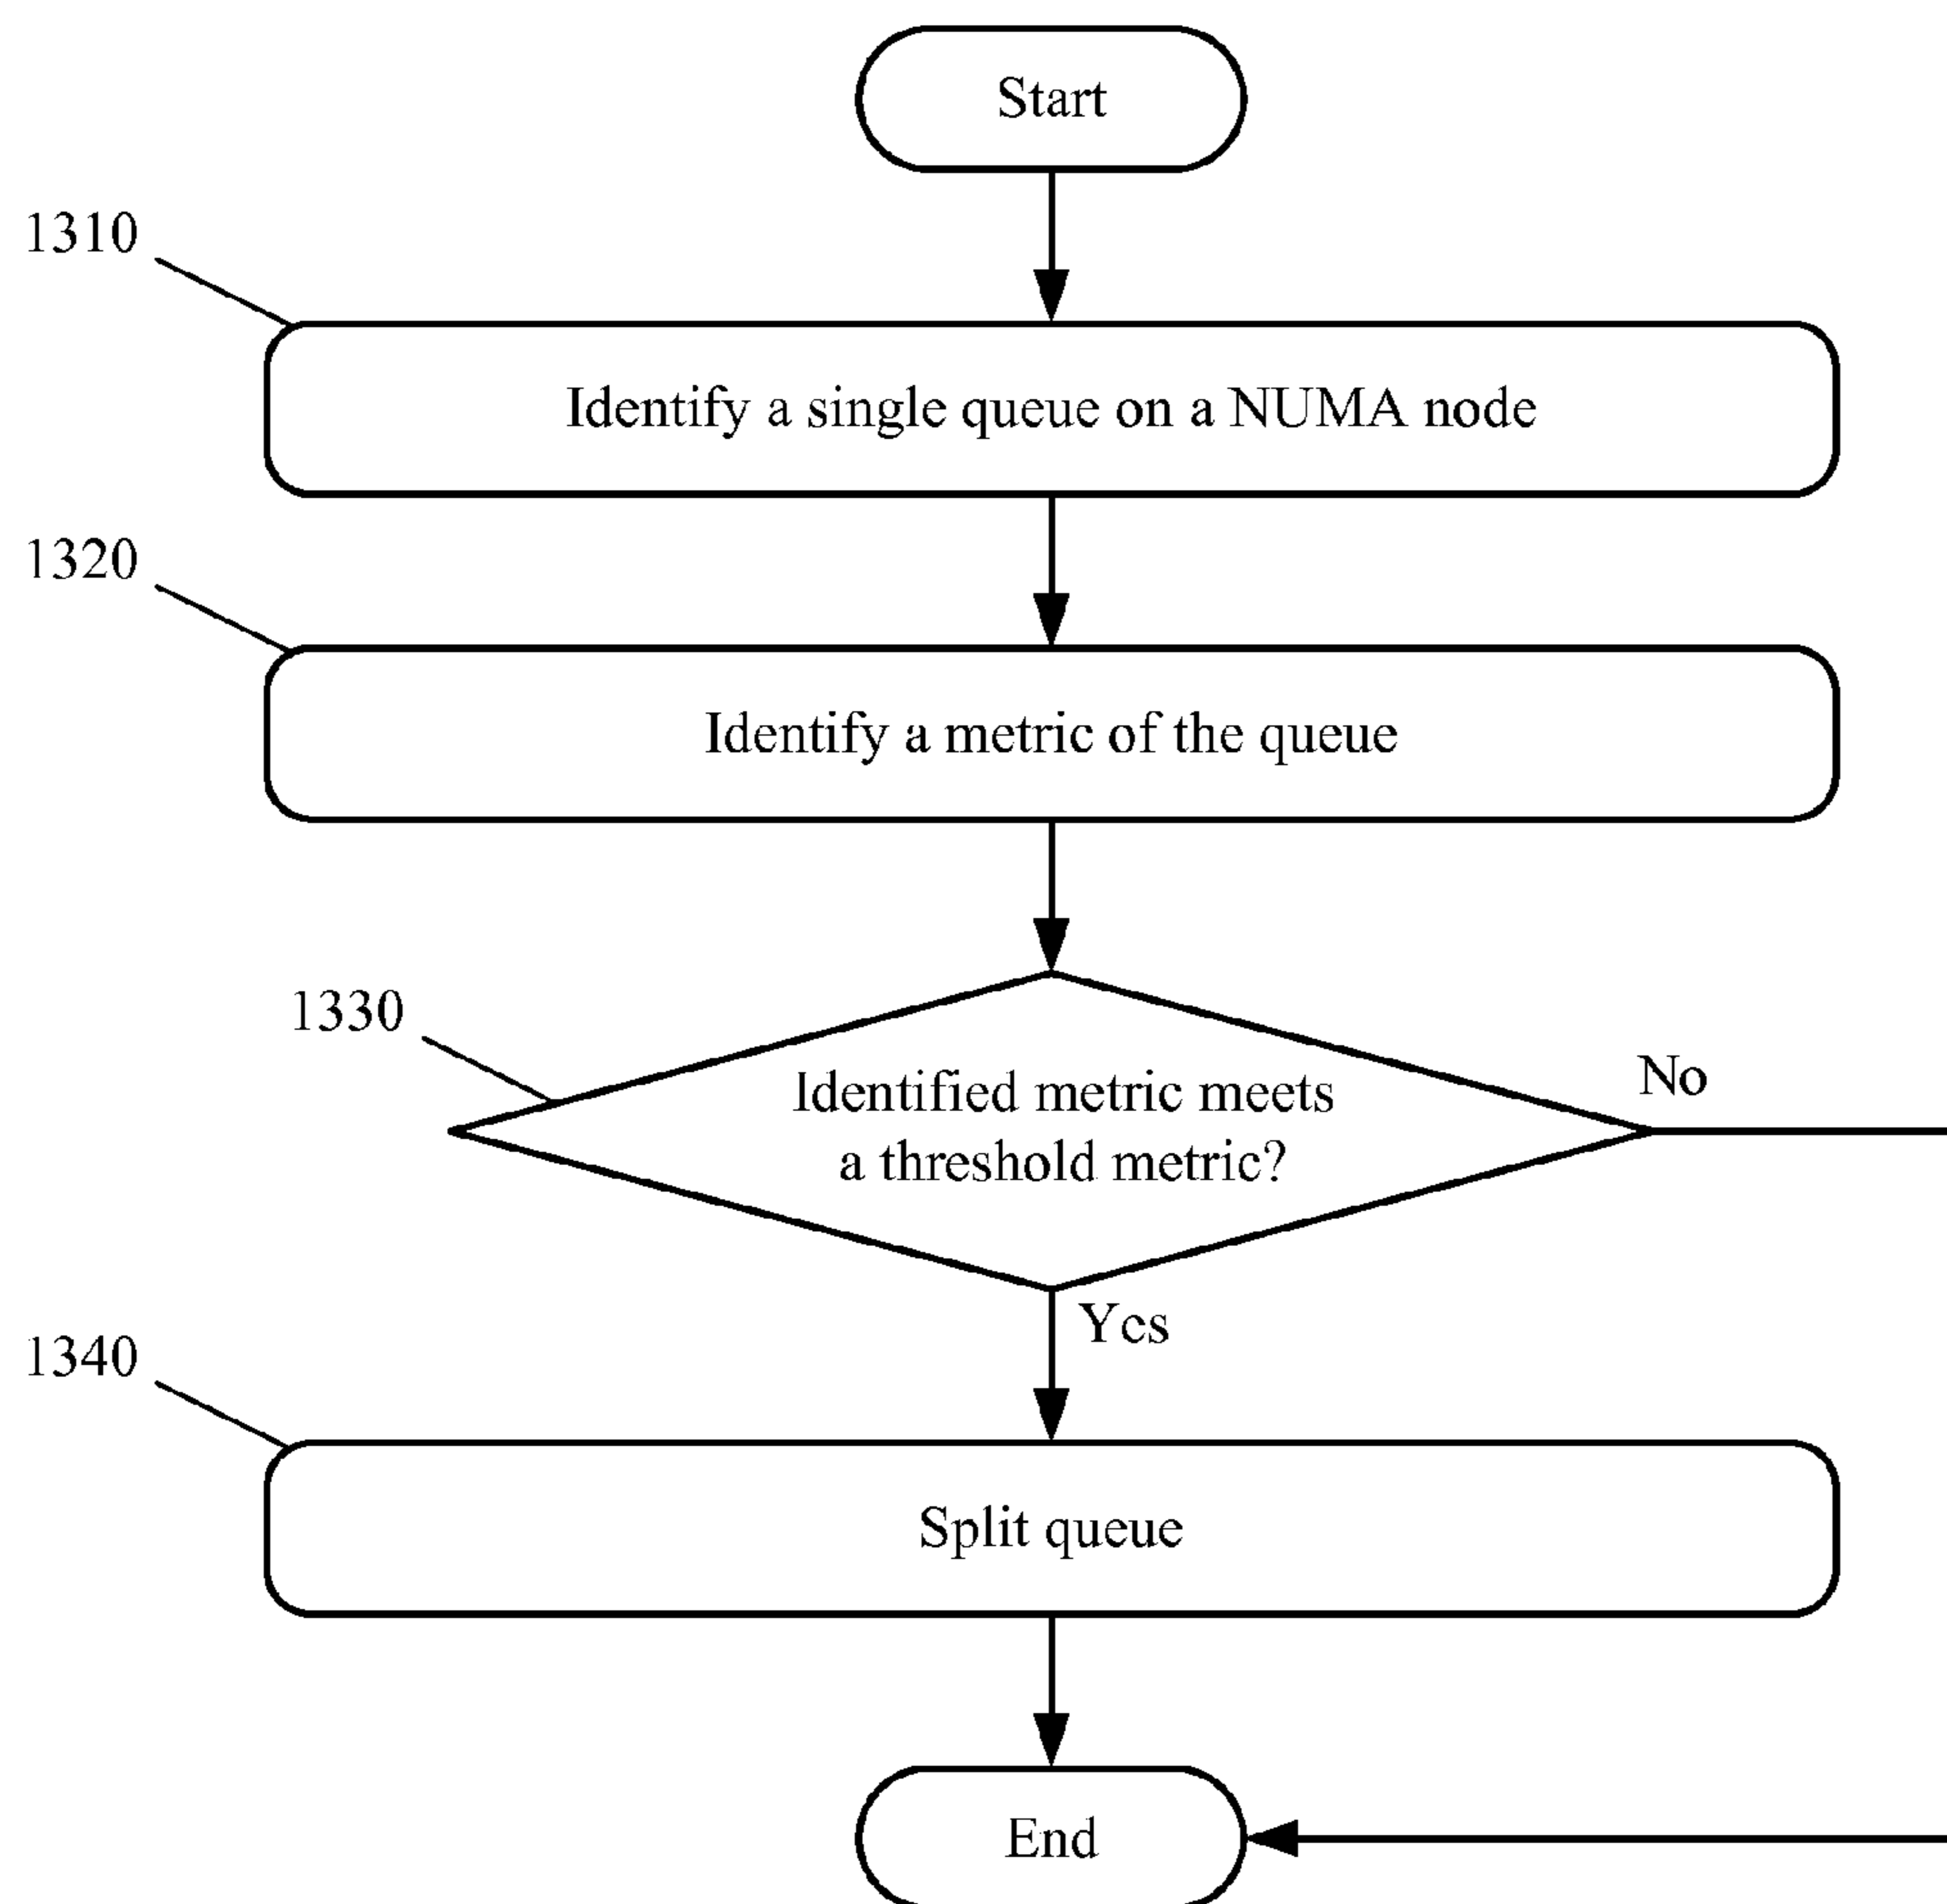 Start
1310
Identify a single queue on a NUMA node
1320
Identify a metric of the queue
1330
Identified metric meets
a threshold metric?
No
Yes
1340
Split queue
End